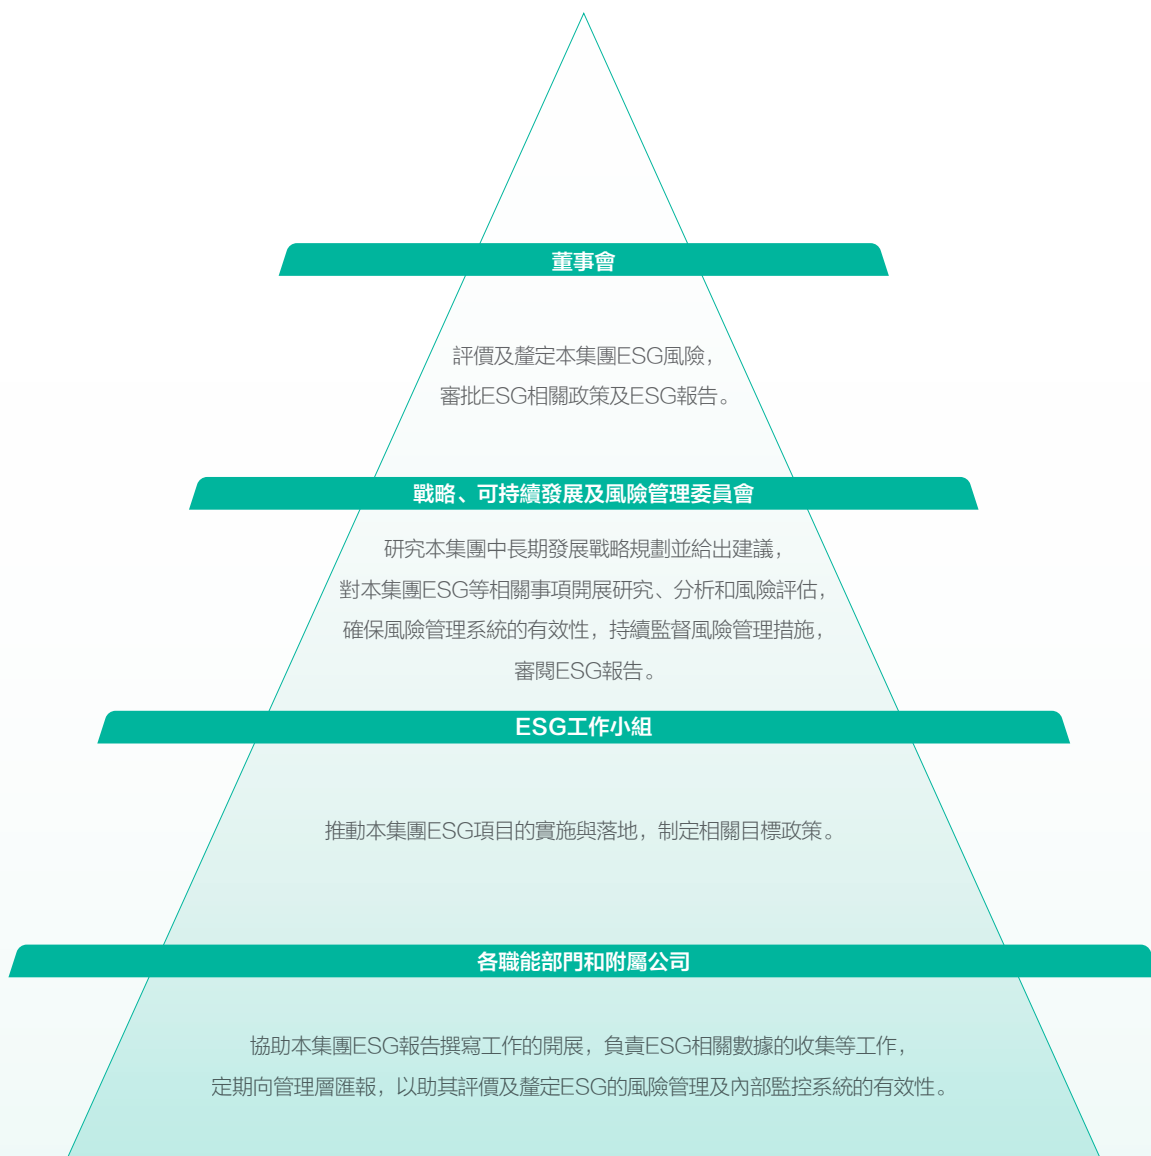 董事會
評價及釐定本集團ESG風險，
審批ESG相關政策及ESG報告。
戰略、可持續發展及風險管理委員會
研究本集團中長期發展戰略規劃並給出建議，
對本集團ESG等相關事項開展研究、分析和風險評估，
確保風險管理系統的有效性，持續監督風險管理措施，
審閱ESG報告。
ESG工作小組
推動本集團ESG項目的實施與落地，制定相關目標政策。
各職能部門和附屬公司
協助本集團ESG報告撰寫工作的開展，負責ESG相關數據的收集等工作，
定期向管理層匯報，以助其評價及釐定ESG的風險管理及內部監控系統的有效性。